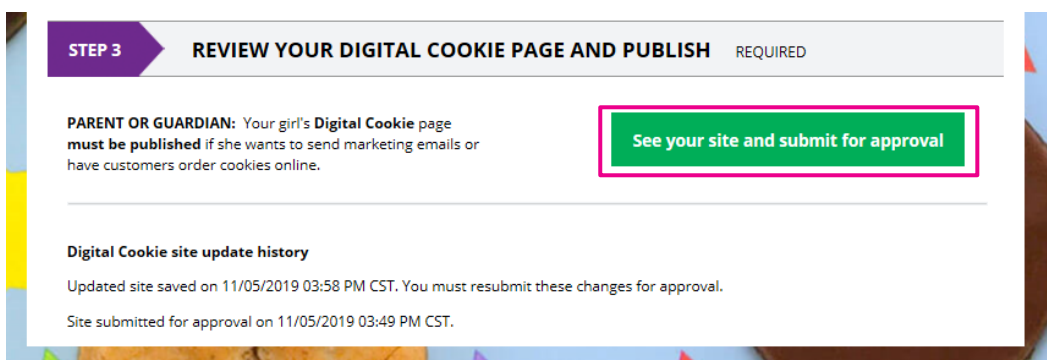 STEP 3 REVIEW YOUR DIGITAL COOKIE PAGE AND PUBLISH REQUIRED
PARENT OR GUARDIAN: Your girl's Digital Cookie page
must be published if she wants to send marketing emails or
have customers order cookies online.
See your site and submit for approval
Digital Cookie site update history
Updated site saved on 11/05/2019 03:58 PM CST. You must resubmit these changes for approval.
Site submitted for approval on 11/05/2019 03:49 PM CST.